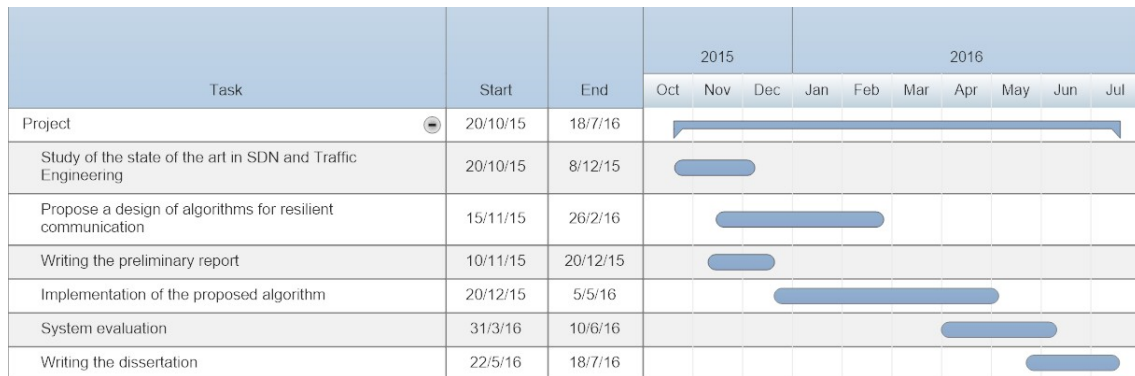 2015 2016
Task Start End Oct Nov Dec Jan Feb Mar Apr May Jun Jul
Project 20/10/15 18/7/16
Study of the state of the art in SDN and Traffic
Engineering 20/10/15 8/12/15
Propose a design of algorithms for resilient
communication 15/11/15 26/2/16
Writing the preliminary report 10/11/15 20/12/15
Implementation of the proposed algorithm 20/12/15 5/5/16
System evaluation 31/3/16 10/6/16
Writing the dissertation 22/5/16 18/7/16